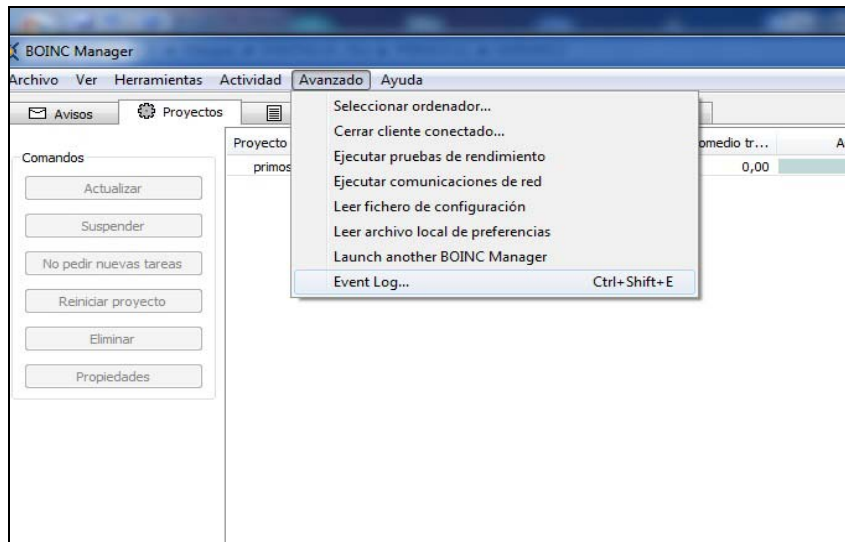 BOINC Manager
Archivo Ver Herramientas Actividad Avanzado Ayuda
Avisos Proyectos
Seleccionar ordenador...
Cerrar cliente conectado...
Ejecutar pruebas de rendimiento
Ejecutar comunicaciones de red
Leer fichero de configuración
Leer archivo local de preferencias
Launch another BOINC Manager
Event Log... Ctrl+Shift+E
Comandos
Actualizar
Suspender
No pedir nuevas tareas
Reiniciar proyecto
Eliminar
Propiedades
Proyecto omedio tr... A
primos 0,00